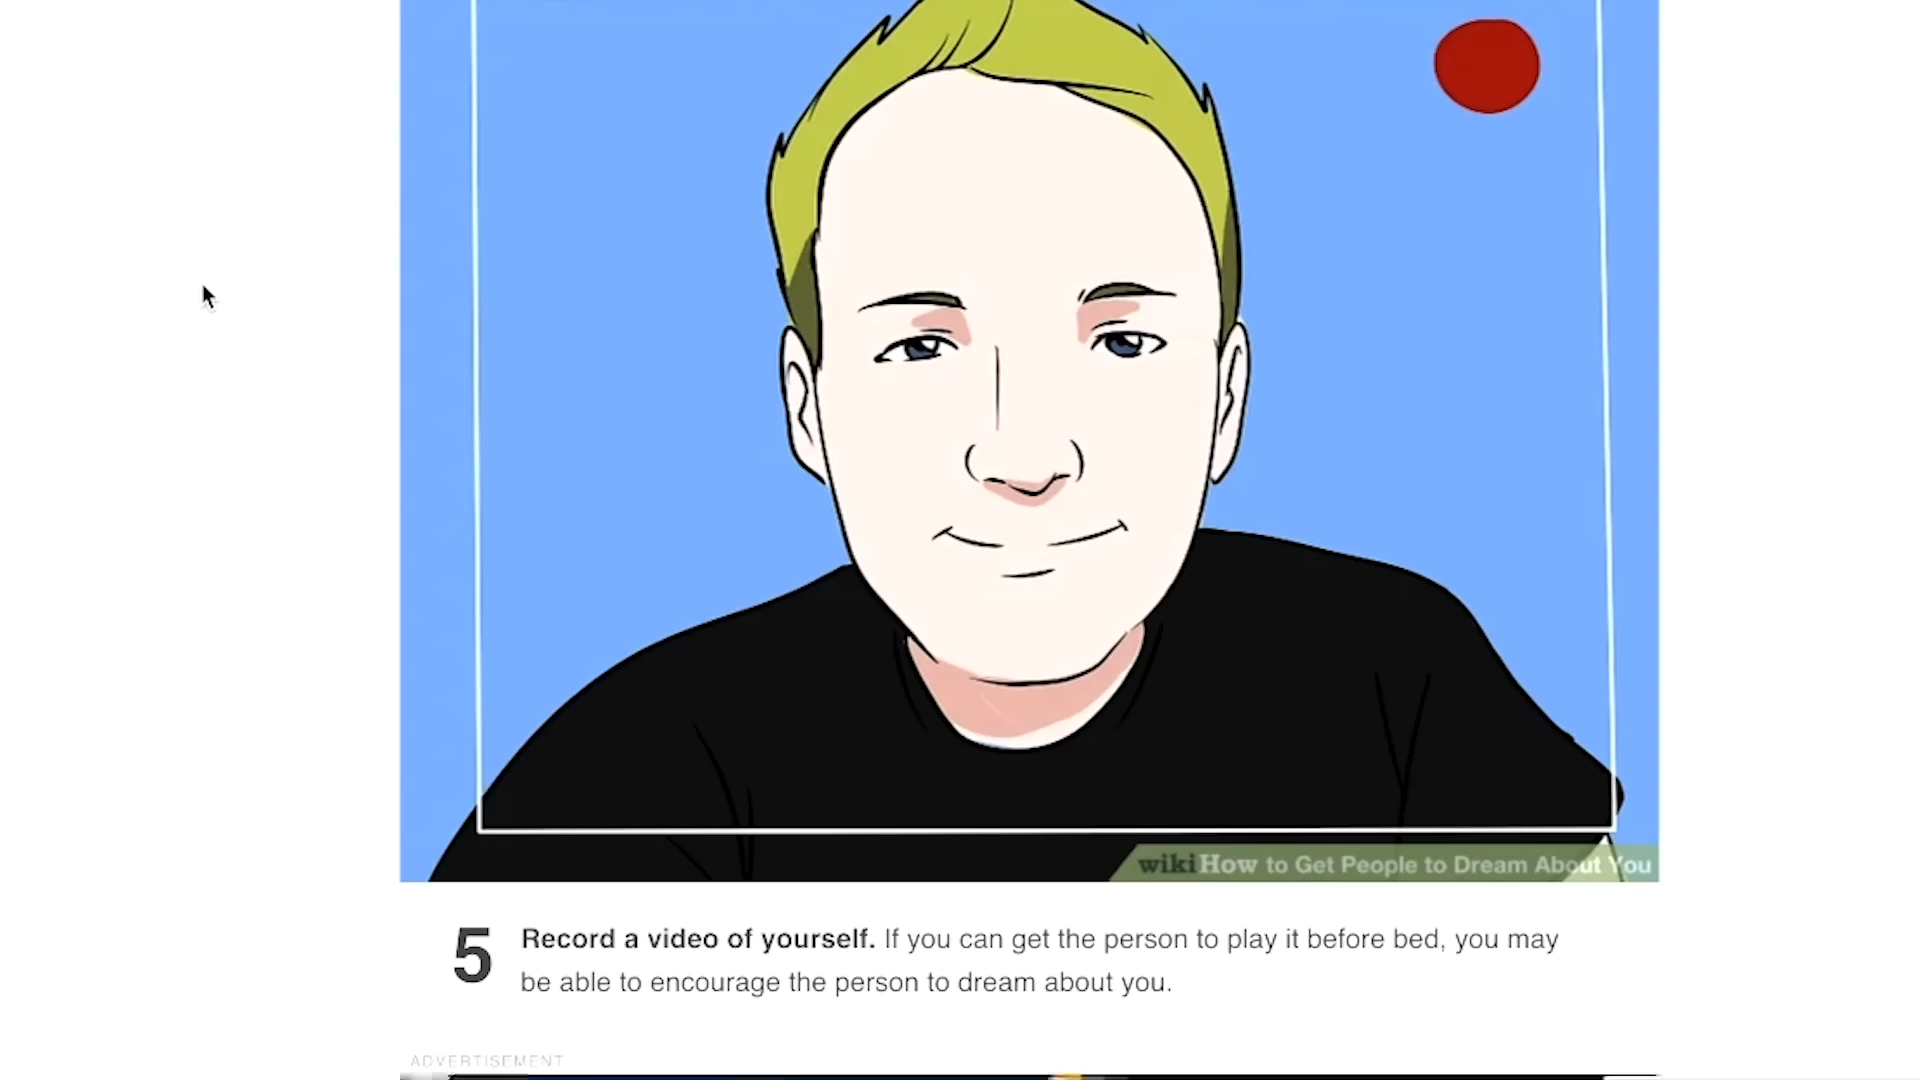 wikiHow to Get People to Dream About You
5
Record a video of yourself. If you can get the person to play it before bed, you may
be able to encourage the person to dream about you.
ADVERTISEMENT